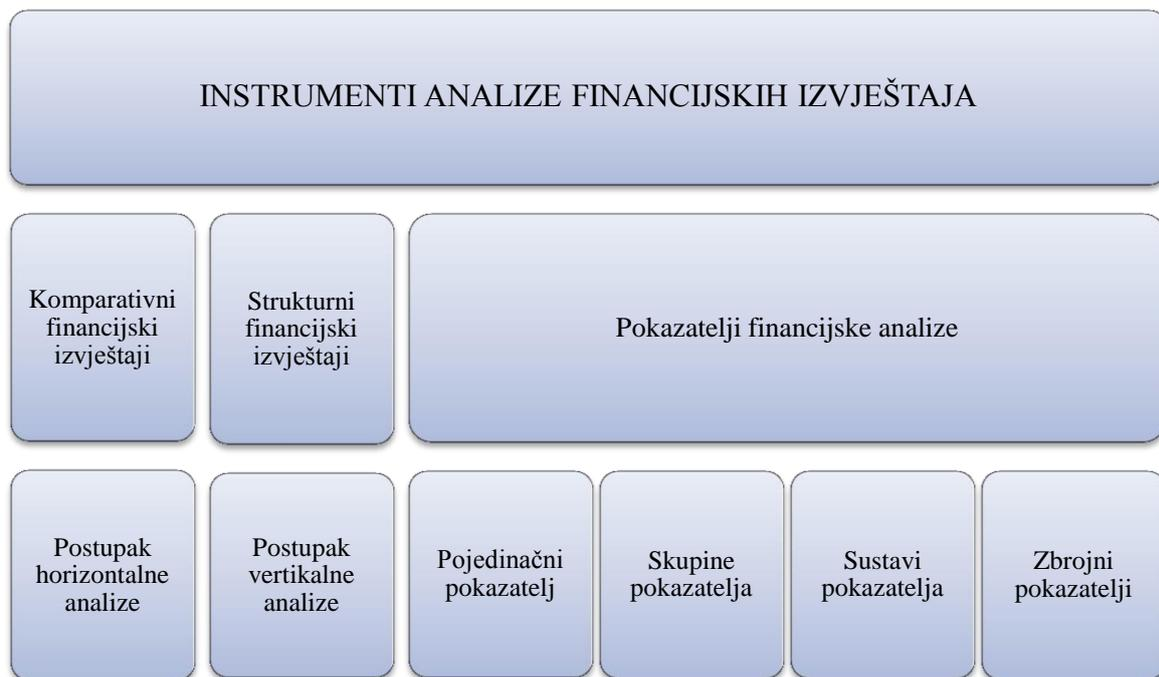 INSTRUMENTI ANALIZE FINANCIJSKIH IZVJEŠTAJA
Komparativni
financijski
izvještaji
Strukturni
financijski
izvještaji
Pokazatelji financijske analize
Postupak
horizontalne
analize
Postupak
vertikalne
analize
Pojedinačni
pokazatelj
Skupine
pokazatelja
Sustavi
pokazatelja
Zbrojni
pokazatelji